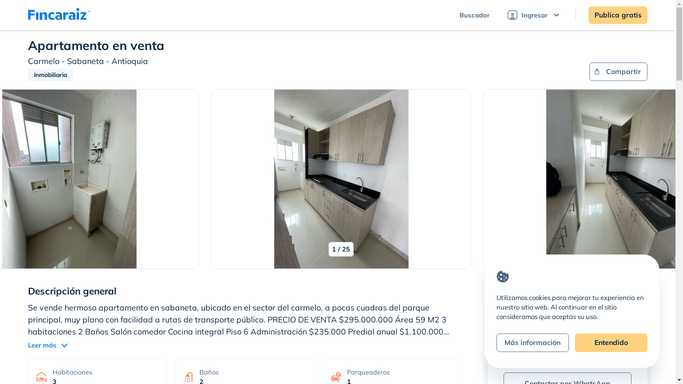 Fincaraiz
Buscador
Ingresar
Publica gratis
Apartamento en venta
Carmelo - Sabaneta - Antioquia
Inmobiliaria
Compartir
1 / 25
Descripción general
Se vende hermoso apartamento en sabaneta, ubicado en el sector del carmelo, a pocas cuadras del parque
principal, muy plano con facilidad a rutas de transporte público. PRECIO DE VENTA $295.000.000 Área 59 M2 3
habitaciones 2 Baños Salón comedor Cocina integral Piso 6 Administración $235.000 Predial anual $1.100.000...
Leer más
Habitaciones
3
Baños
2
Parqueaderos
1
Utilizamos cookies para mejorar tu experiencia en
nuestro sitio web. Al continuar en el sitio
consideramos que aceptas su uso.
Más información
Entendido
Contactar por WhatsApp